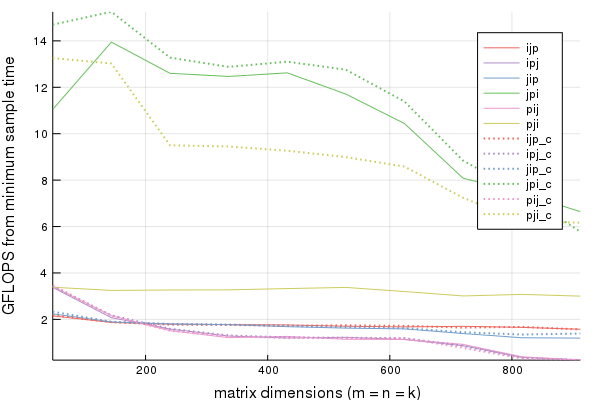 GFLOPS from minimum sample time
14
12
10
8
6
4
2
200
400
600
800
matrix dimensions (m = n = k)
ijp
ipj
jip
jpi
pij
pji
ijp_c
ipj_c
jip_c
jpi_c
pij_c
pji_c